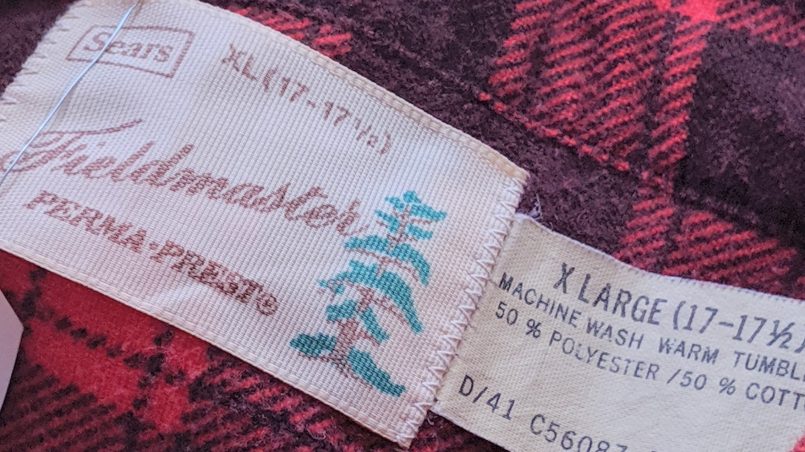 Sears
XL (17-17½)
Fieldmaster
PERMA·PREST®
X LARGE (17-17½)
MACHINE WASH WARM TUMBL
50 % POLYESTER / 50 % COTT
D/41 C56087